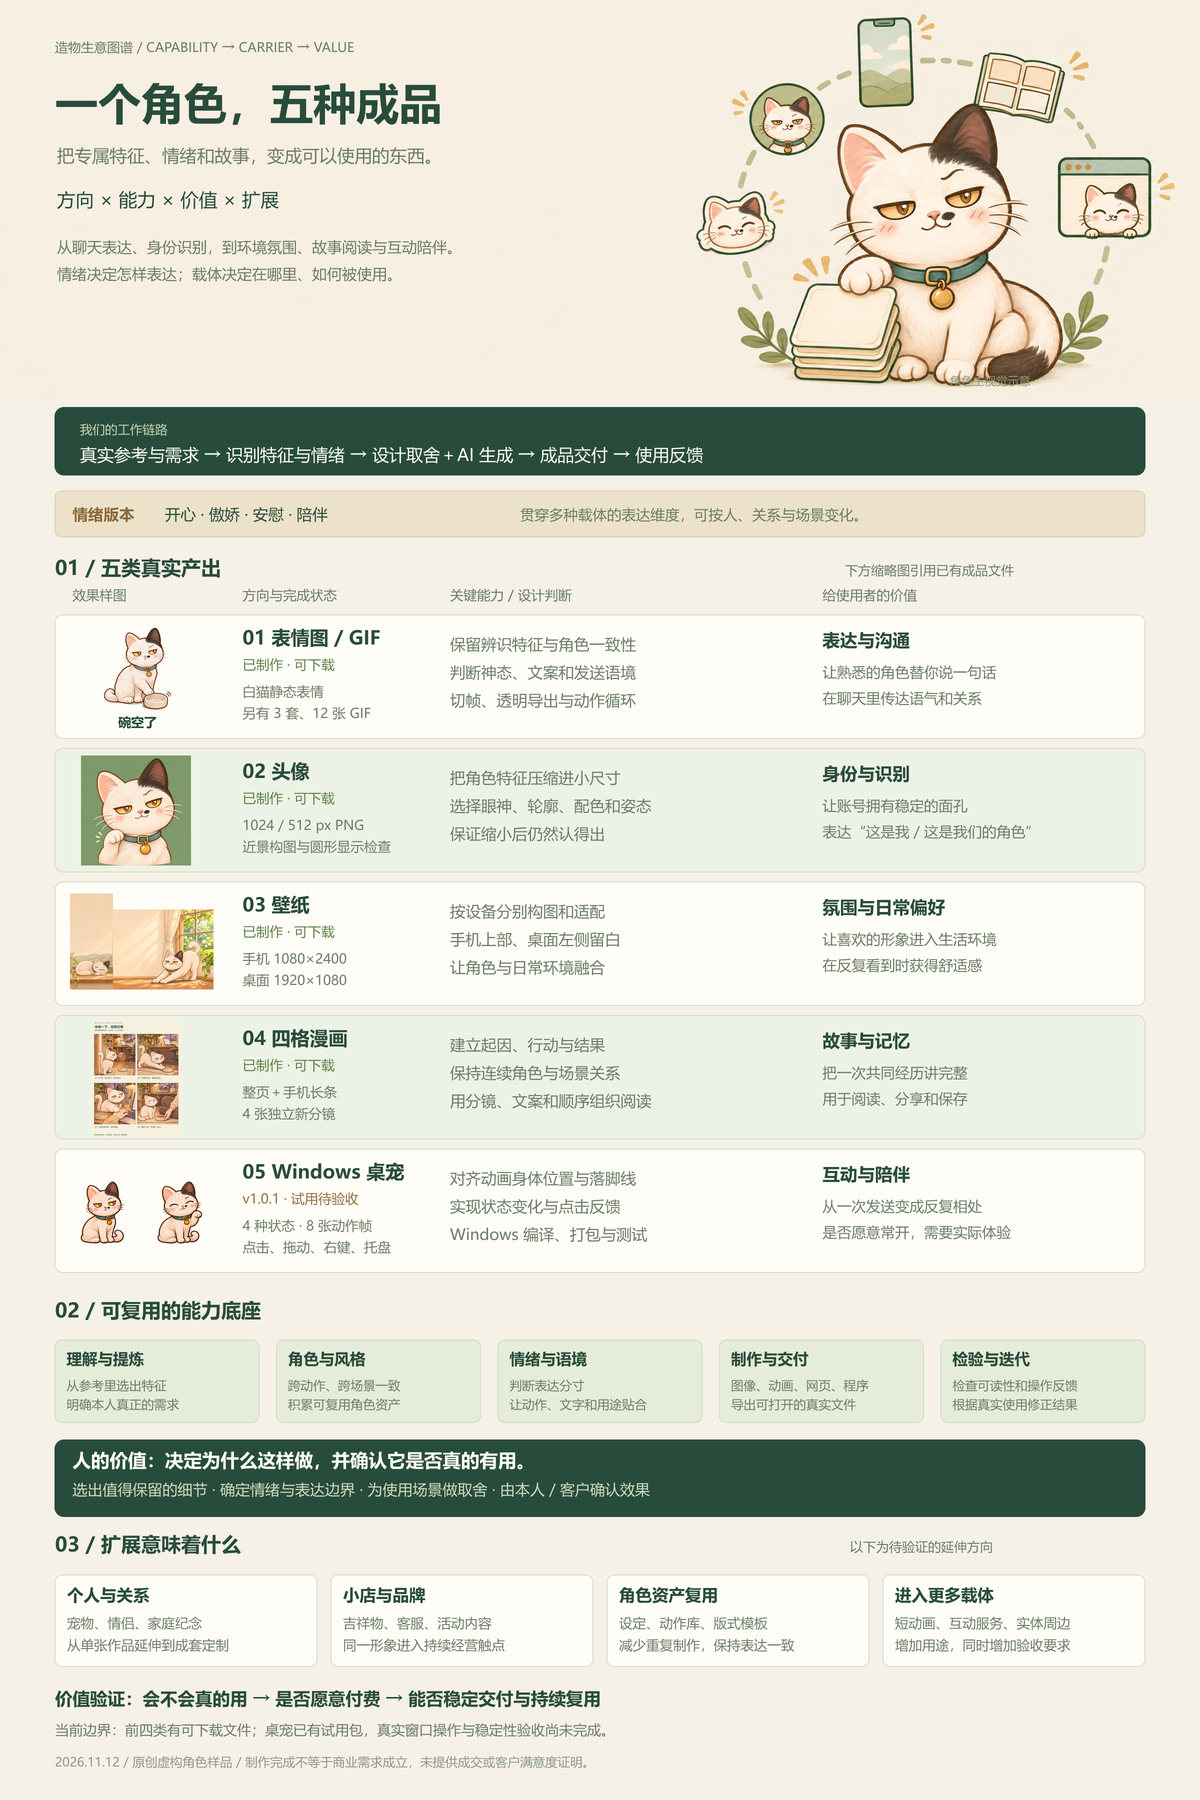 造物生意图谱 / CAPABILITY → CARRIER → VALUE
一个角色，五种成品
把专属特征、情绪和故事，变成可以使用的东西。
方向 × 能力 × 价值 × 扩展
从聊天表达、身份识别，到环境氛围、故事阅读与互动陪伴。
情绪决定怎样表达；载体决定在哪里、如何被使用。
角色主视觉示意
我们的工作链路
真实参考与需求 → 识别特征与情绪 → 设计取舍 + AI 生成 → 成品交付 → 使用反馈
情绪版本 开心 · 傲娇 · 安慰 · 陪伴 贯穿多种载体的表达维度，可按人、关系与场景变化。
01 / 五类真实产出
下方缩略图引用已有成品文件
效果样图 方向与完成状态 关键能力 / 设计判断 给使用者的价值
碗空了
01 表情图 / GIF
已制作 · 可下载
白猫静态表情
另有 3 套、12 张 GIF
保留辨识特征与角色一致性
判断神态、文案和发送语境
切帧、透明导出与动作循环
表达与沟通
让熟悉的角色替你说一句话
在聊天里传达语气和关系
02 头像
已制作 · 可下载
1024 / 512 px PNG
近景构图与圆形显示检查
把角色特征压缩进小尺寸
选择眼神、轮廓、配色和姿态
保证缩小后仍然认得出
身份与识别
让账号拥有稳定的面孔
表达“这是我 / 这是我们的角色”
03 壁纸
已制作 · 可下载
手机 1080×2400
桌面 1920×1080
按设备分别构图和适配
手机上部、桌面左侧留白
让角色与日常环境融合
氛围与日常偏好
让喜欢的形象进入生活环境
在反复看到时获得舒适感
04 四格漫画
已制作 · 可下载
整页 + 手机长条
4 张独立新分镜
建立起因、行动与结果
保持连续角色与场景关系
用分镜、文案和顺序组织阅读
故事与记忆
把一次共同经历讲完整
用于阅读、分享和保存
05 Windows 桌宠
v1.0.1 · 试用待验收
4 种状态 · 8 张动作帧
点击、拖动、右键、托盘
对齐动画身体位置与落脚线
实现状态变化与点击反馈
Windows 编译、打包与测试
互动与陪伴
从一次发送变成反复相处
是否愿意常开，需要实际体验
02 / 可复用的能力底座
理解与提炼
从参考里选出特征
明确本人真正的需求
角色与风格
跨动作、跨场景一致
积累可复用角色资产
情绪与语境
判断表达分寸
让动作、文字和用途贴合
制作与交付
图像、动画、网页、程序
导出可打开的真实文件
检验与迭代
检查可读性和操作反馈
根据真实使用修正结果
人的价值：决定为什么这样做，并确认它是否真的有用。
选出值得保留的细节 · 确定情绪与表达边界 · 为使用场景做取舍 · 由本人 / 客户确认效果
03 / 扩展意味着什么
以下为待验证的延伸方向
个人与关系
宠物、情侣、家庭纪念
从单张作品延伸到成套定制
小店与品牌
吉祥物、客服、活动内容
同一形象进入持续经营触点
角色资产复用
设定、动作库、版式模板
减少重复制作，保持表达一致
进入更多载体
短动画、互动服务、实体周边
增加用途，同时增加验收要求
价值验证：会不会真的用 → 是否愿意付费 → 能否稳定交付与持续复用
当前边界：前四类有可下载文件；桌宠已有试用包，真实窗口操作与稳定性验收尚未完成。
2026.11.12 / 原创虚构角色样品 / 制作完成不等于商业需求成立，未提供成交或客户满意度证明。